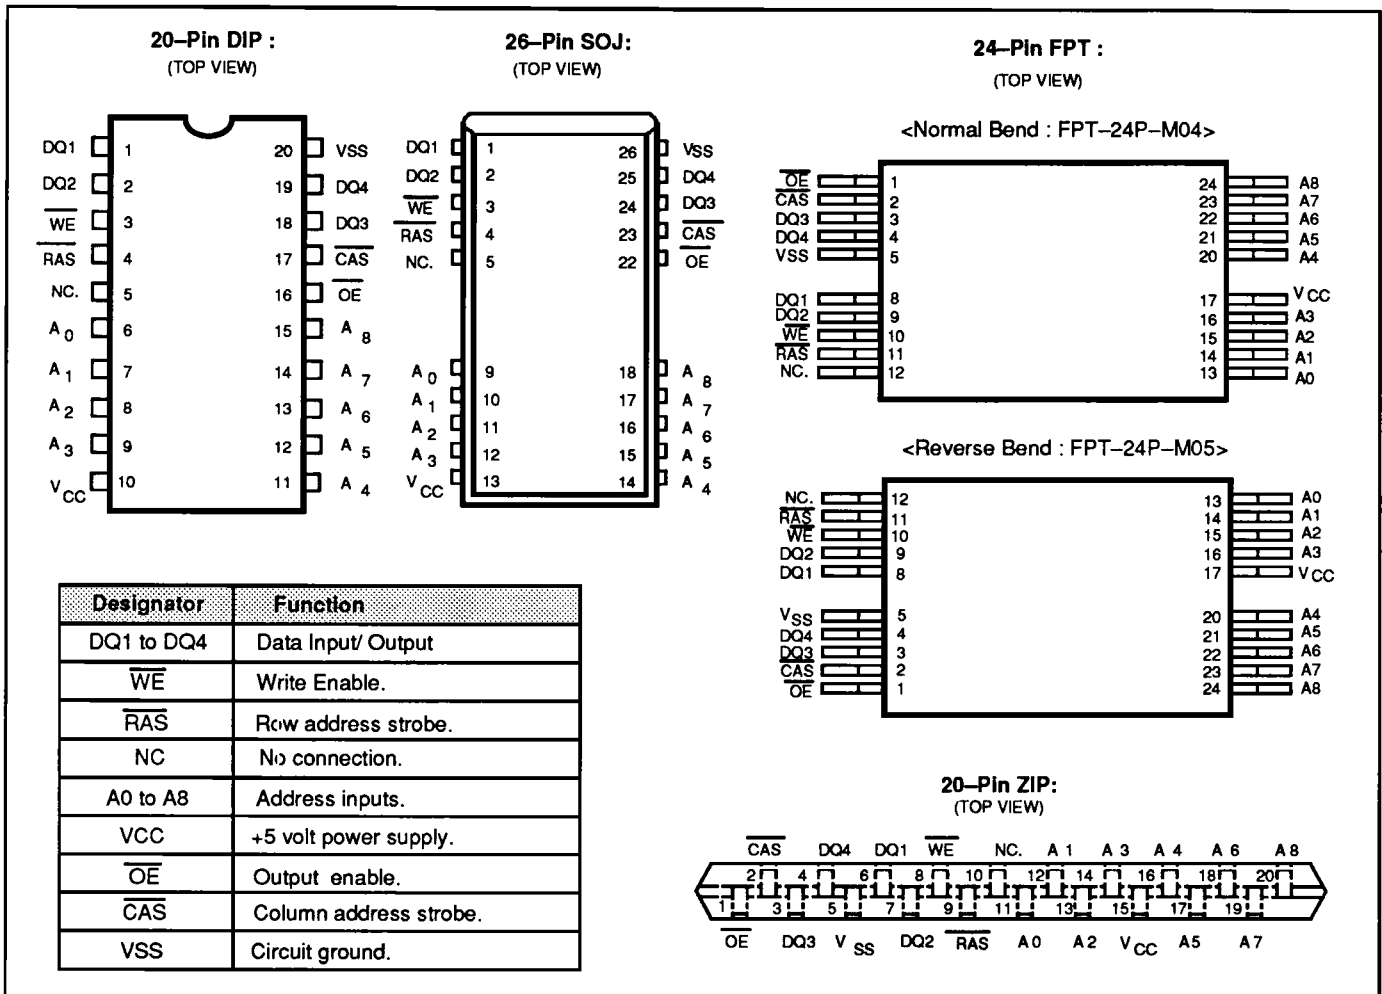 20–Pin DIP :
(TOP VIEW)
DQ1 1 20 VSS
DQ2 2 19 DQ4
WE 3 18 DQ3
RAS 4 17 CAS
NC. 5 16 OE
A0 6 15 A8
A1 7 14 A7
A2 8 13 A6
A3 9 12 A5
VCC 10 11 A4
26–Pin SOJ:
(TOP VIEW)
DQ1 1 26 VSS
DQ2 2 25 DQ4
WE 3 24 DQ3
RAS 4 23 CAS
NC. 5 22 OE
A0 9 18 A8
A1 10 17 A7
A2 11 16 A6
A3 12 15 A5
VCC 13 14 A4
24–Pin FPT :
(TOP VIEW)
<Normal Bend : FPT–24P–M04>
OE 1 24 A8
CAS 2 23 A7
DQ3 3 22 A6
DQ4 4 21 A5
VSS 5 20 A4
DQ1 8 17 VCC
DQ2 9 16 A3
WE 10 15 A2
RAS 11 14 A1
NC. 12 13 A0
<Reverse Bend : FPT–24P–M05>
NC. 12 13 A0
RAS 11 14 A1
WE 10 15 A2
DQ2 9 16 A3
DQ1 8 17 VCC
VSS 5 20 A4
DQ4 4 21 A5
DQ3 3 22 A6
CAS 2 23 A7
OE 1 24 A8
Designator Function
DQ1 to DQ4 Data Input/ Output
WE Write Enable.
RAS Row address strobe.
NC No connection.
A0 to A8 Address inputs.
VCC +5 volt power supply.
OE Output enable.
CAS Column address strobe.
VSS Circuit ground.
20–Pin ZIP:
(TOP VIEW)
CAS DQ4 DQ1 WE NC. A1 A3 A4 A6 A8
2 4 6 8 10 12 14 16 18 20
1 3 5 7 9 11 13 15 17 19
OE DQ3 VSS DQ2 RAS A0 A2 VCC A5 A7